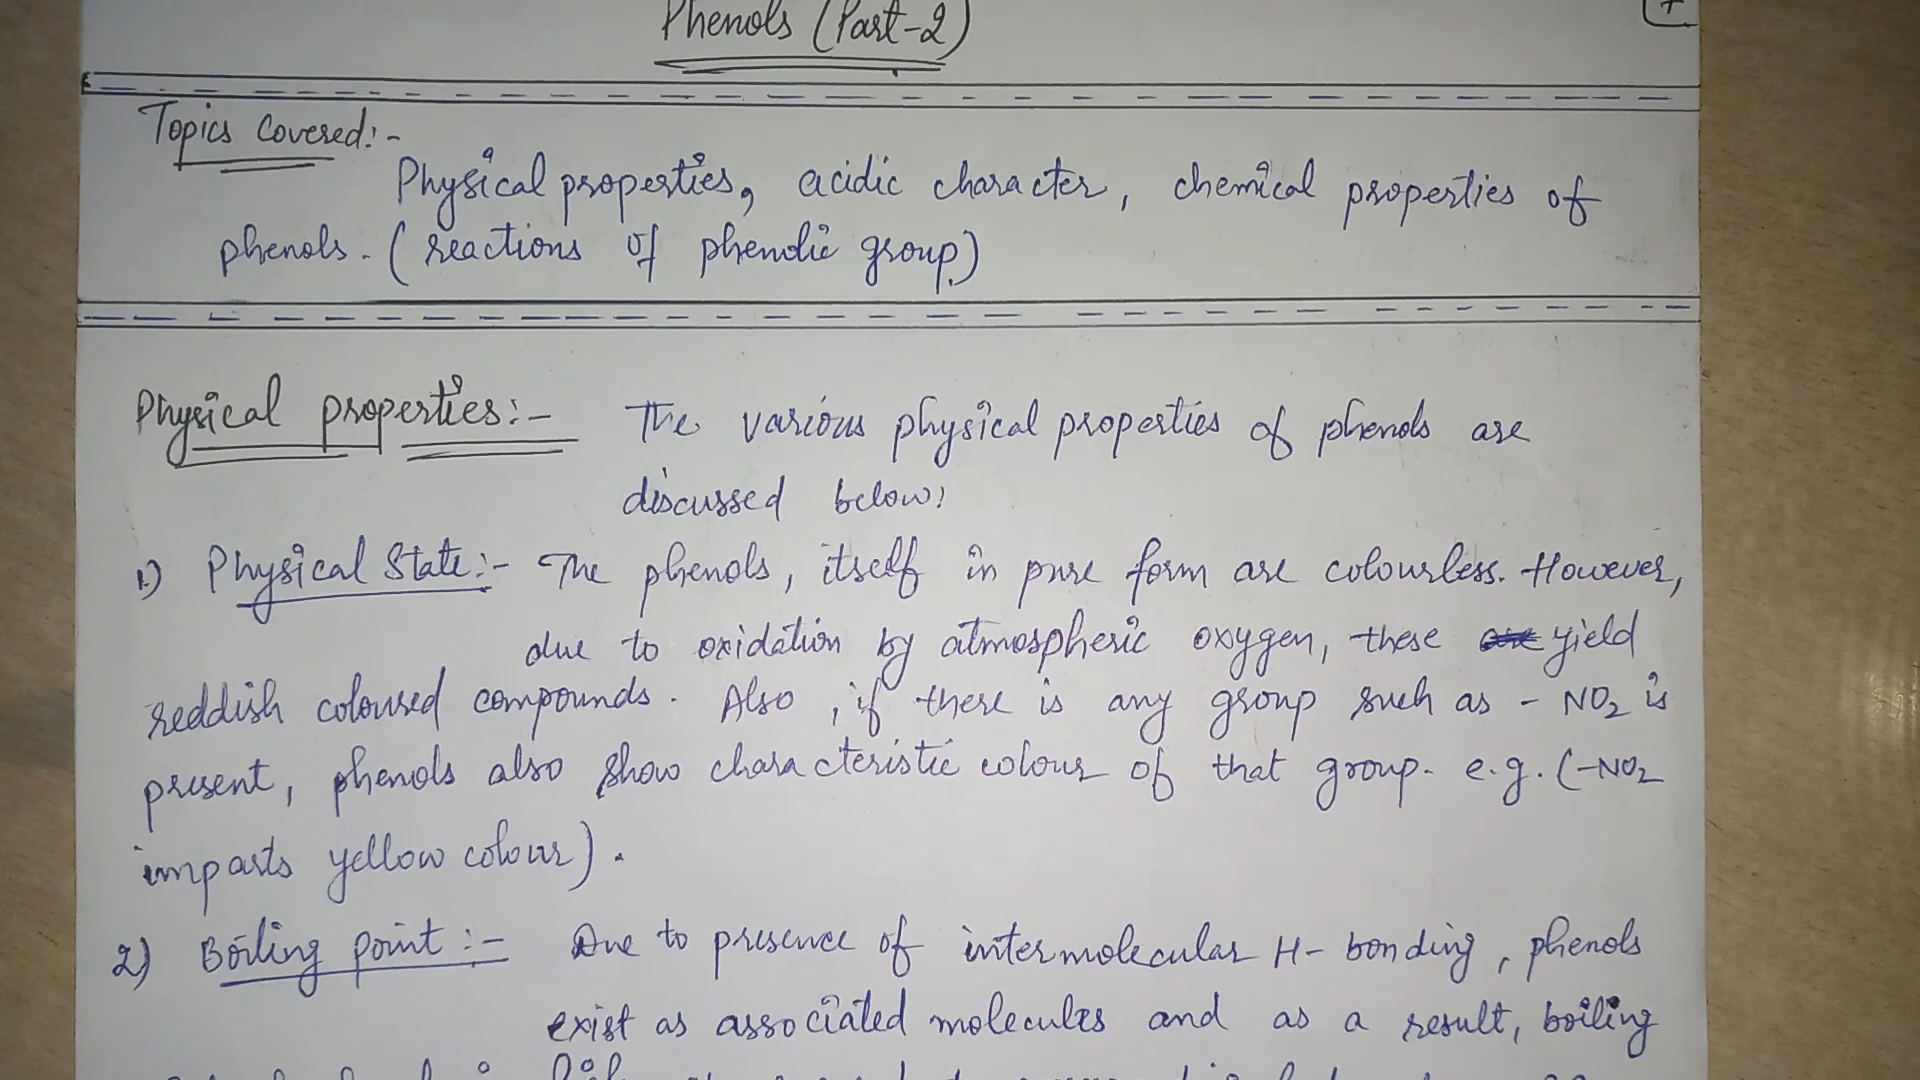 Phenols (Part-2)
Topics Covered:-
Physical properties, acidic character, chemical properties of
phenols. (reactions of phenolic group)
Physical properties:- The various physical properties of phenols are
discussed below:
1) Physical State:- The phenols, itself in pure form are colourless. However,
due to oxidation by atmospheric oxygen, these yield
reddish coloured compounds. Also, if there is any group such as - NO2 is
present, phenols also show characteristic colour of that group. e.g. (-NO2
imparts yellow colour).
2) Boiling point :- Due to presence of intermolecular H- bonding, phenols
exist as associated molecules and as a result, boiling